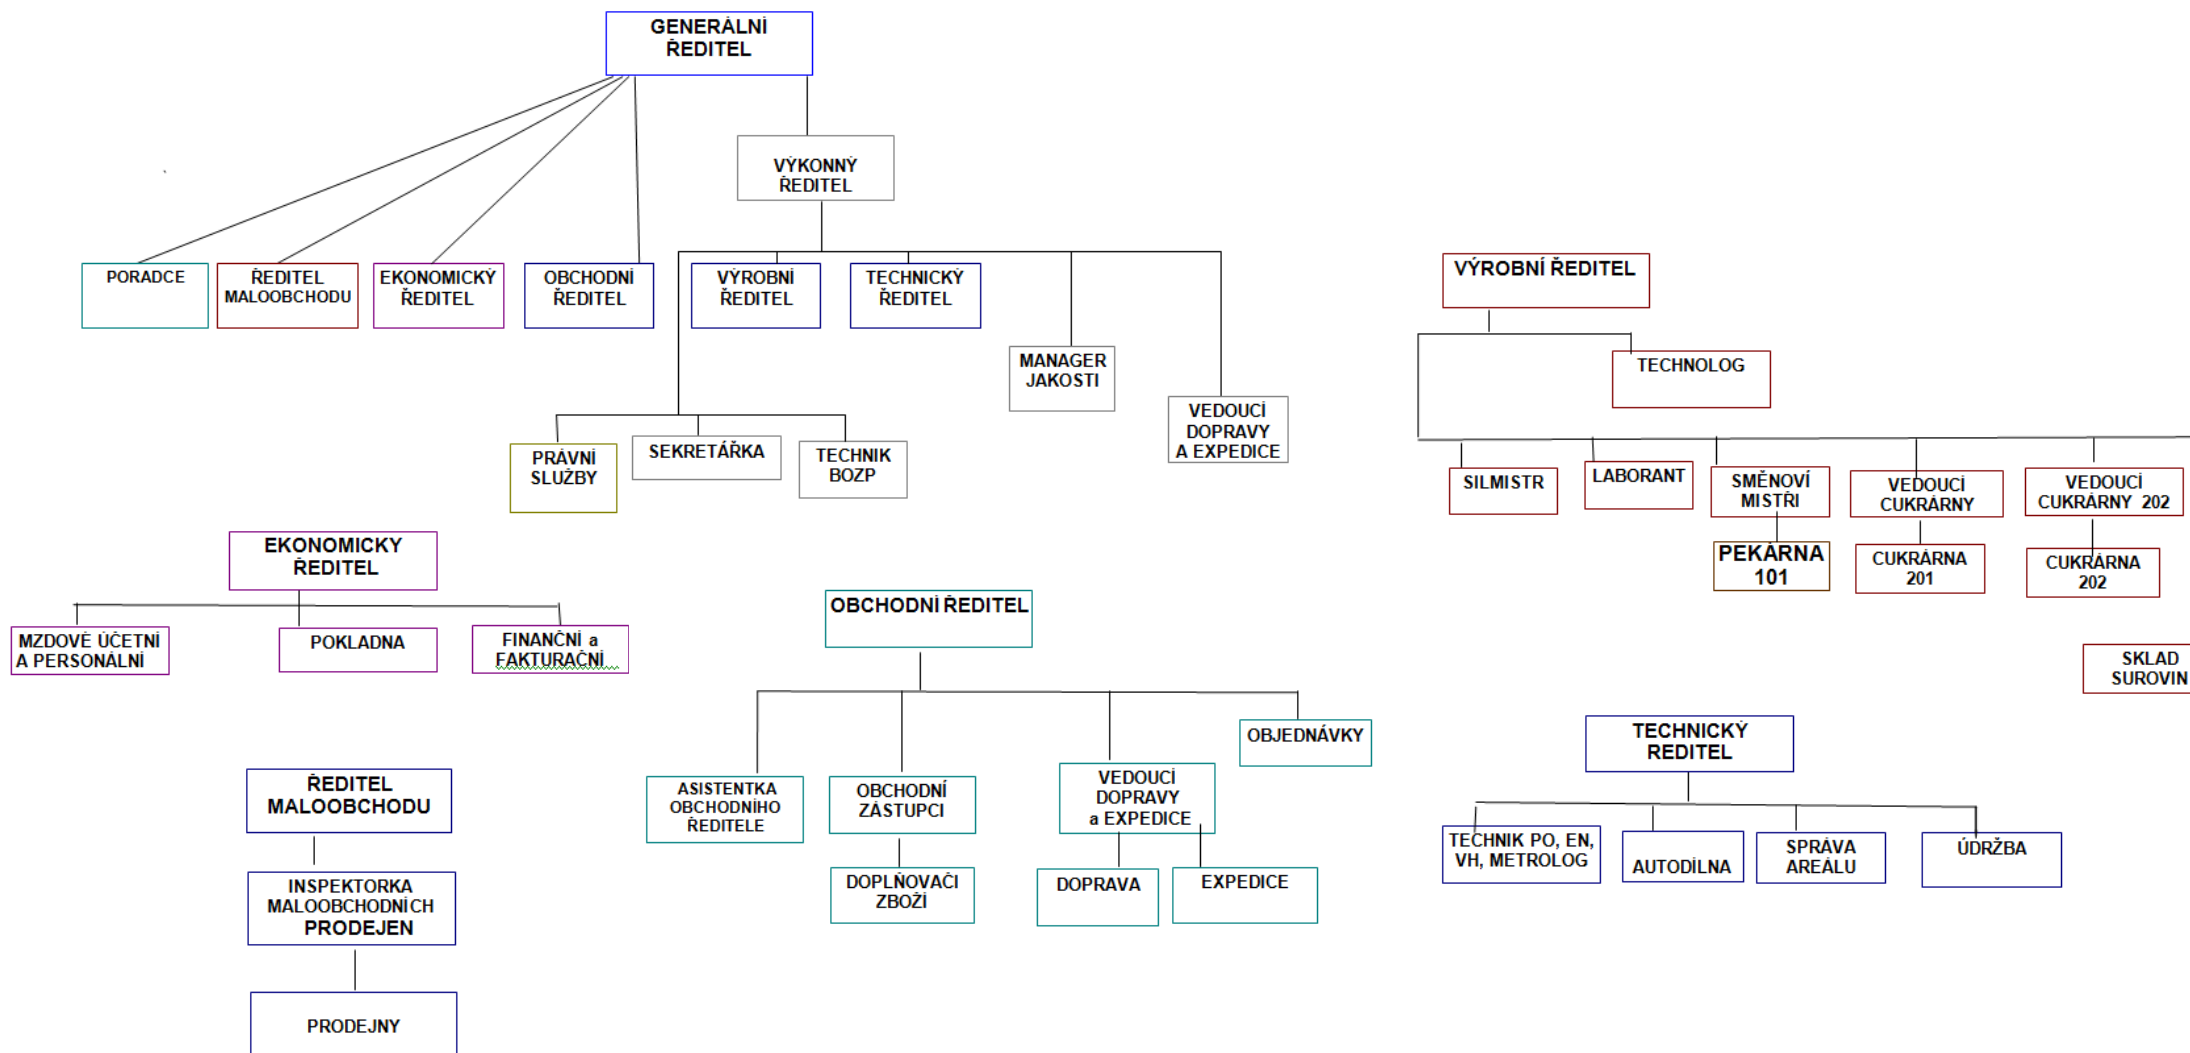 GENERÁLNÍ
ŘEDITEL
VÝKONNÝ
ŘEDITEL
PORADCE
ŘEDITEL
MALOOBCHODU
EKONOMICKÝ
ŘEDITEL
OBCHODNÍ
ŘEDITEL
VÝROBNÍ
ŘEDITEL
TECHNICKÝ
ŘEDITEL
MANAGER
JAKOSTI
VEDOUCÍ
DOPRAVY
A EXPEDICE
PRÁVNÍ
SLUŽBY
SEKRETÁŘKA
TECHNIK
BOZP
VÝROBNÍ ŘEDITEL
TECHNOLOG
SILMISTR
LABORANT
SMĚNOVÍ
MISTŘI
VEDOUCÍ
CUKRÁRNY
VEDOUCÍ
CUKRÁRNY 202
PEKÁRNA
101
CUKRÁRNA
201
CUKRÁRNA
202
SKLAD
SUROVIN
EKONOMICKY
ŘEDITEL
MZDOVÉ ÚČETNÍ
A PERSONÁLNÍ
POKLADNA
FINANČNÍ a
FAKTURAČNÍ
OBCHODNÍ ŘEDITEL
OBJEDNÁVKY
ASISTENTKA
OBCHODNÍHO
ŘEDITELE
OBCHODNÍ
ZÁSTUPCI
VEDOUCÍ
DOPRAVY
a EXPEDICE
DOPLŇOVAČI
ZBOŽÍ
DOPRAVA
EXPEDICE
ŘEDITEL
MALOOBCHODU
INSPEKTORKA
MALOOBCHODNÍCH
PRODEJEN
PRODEJNY
TECHNICKÝ
REDITEL
TECHNIK PO, EN,
VH, METROLOG
AUTODÍLNA
SPRÁVA
AREÁLU
ÚDRŽBA